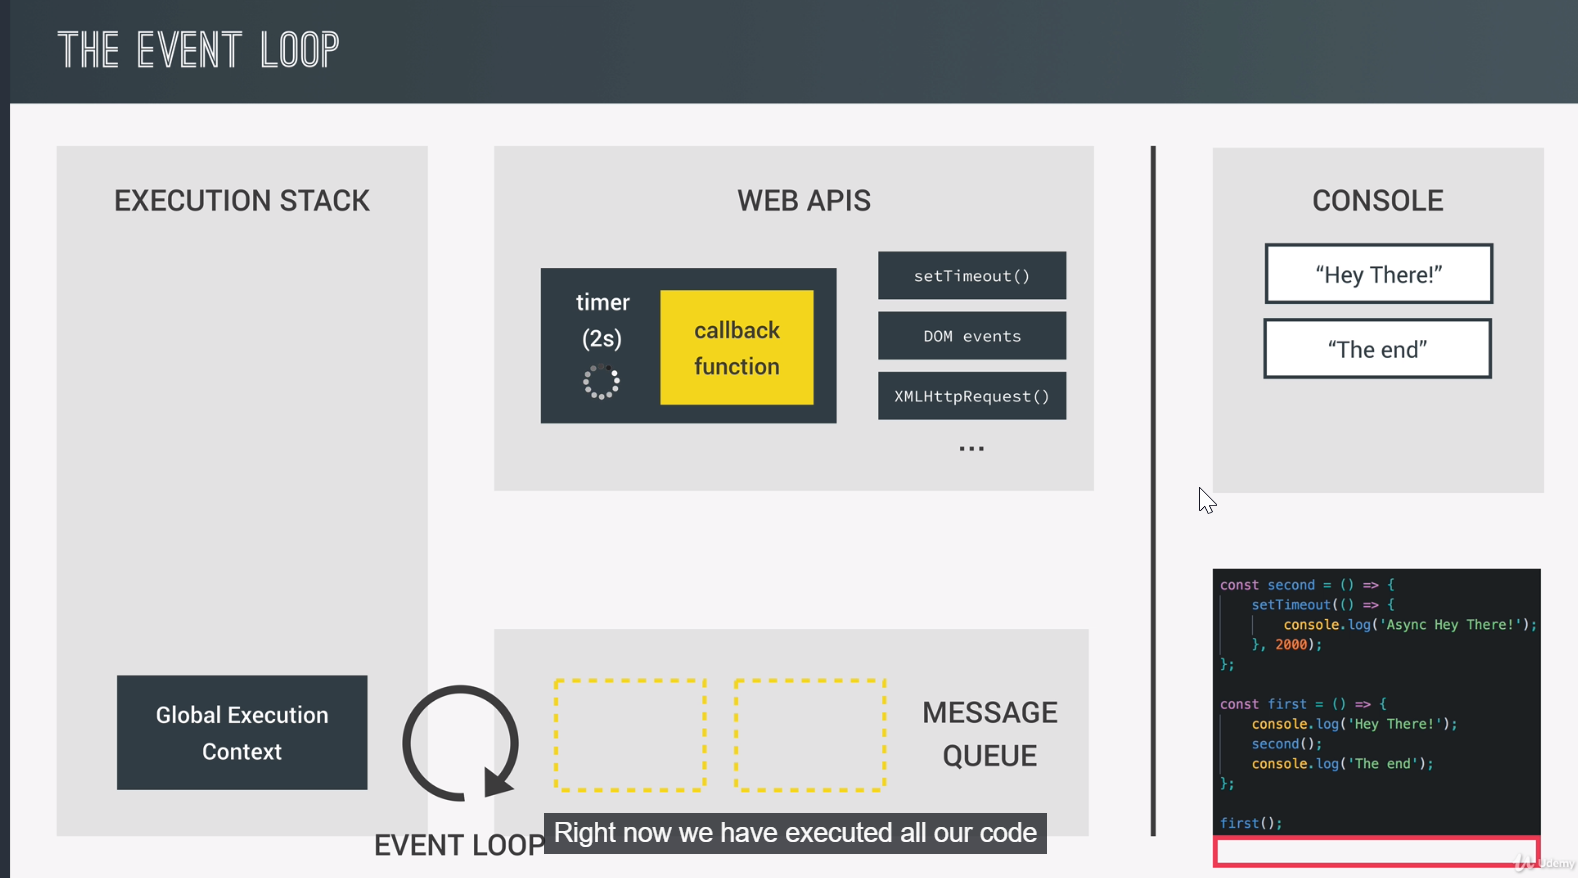 THE EVENT LOOP
EXECUTION STACK
Global Execution
Context
EVENT LOOP
WEB APIS
timer
(2s)
callback
function
setTimeout()
DOM events
XMLHttpRequest()
...
MESSAGE
QUEUE
Right now we have executed all our code
CONSOLE
“Hey There!”
“The end”
const second = () => {
    setTimeout(() => {
        console.log('Async Hey There!');
    }, 2000);
};
const first = () => {
    console.log('Hey There!');
    second();
    console.log('The end');
};
first();
Udemy